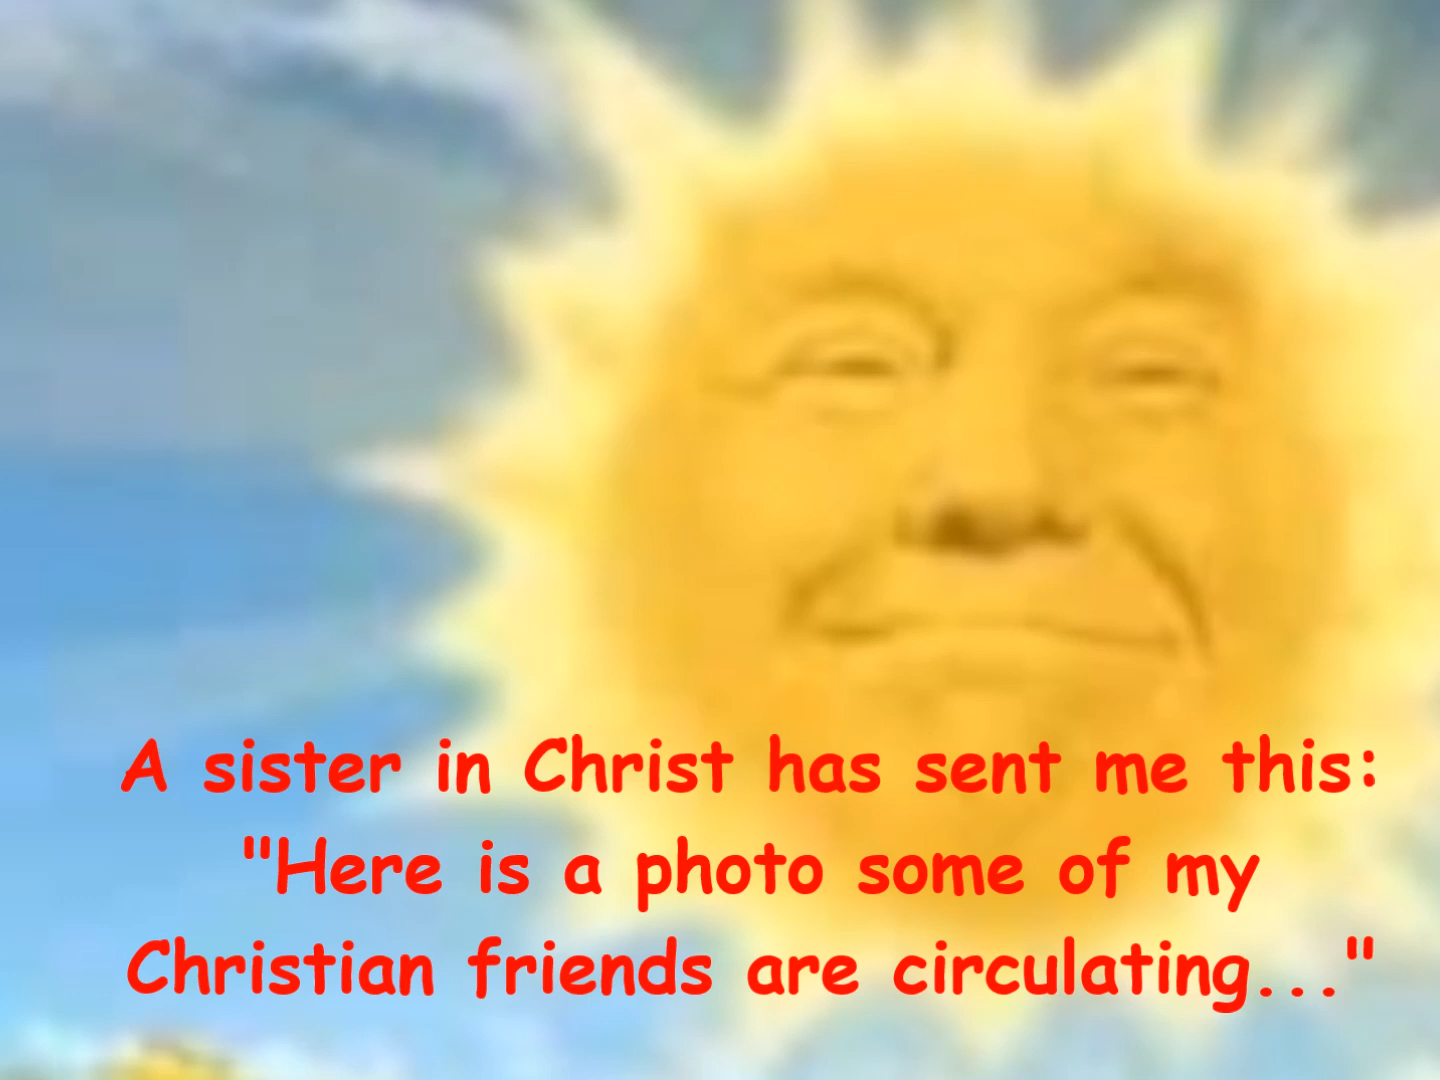 A sister in Christ has sent me this:
"Here is a photo some of my
Christian friends are circulating..."